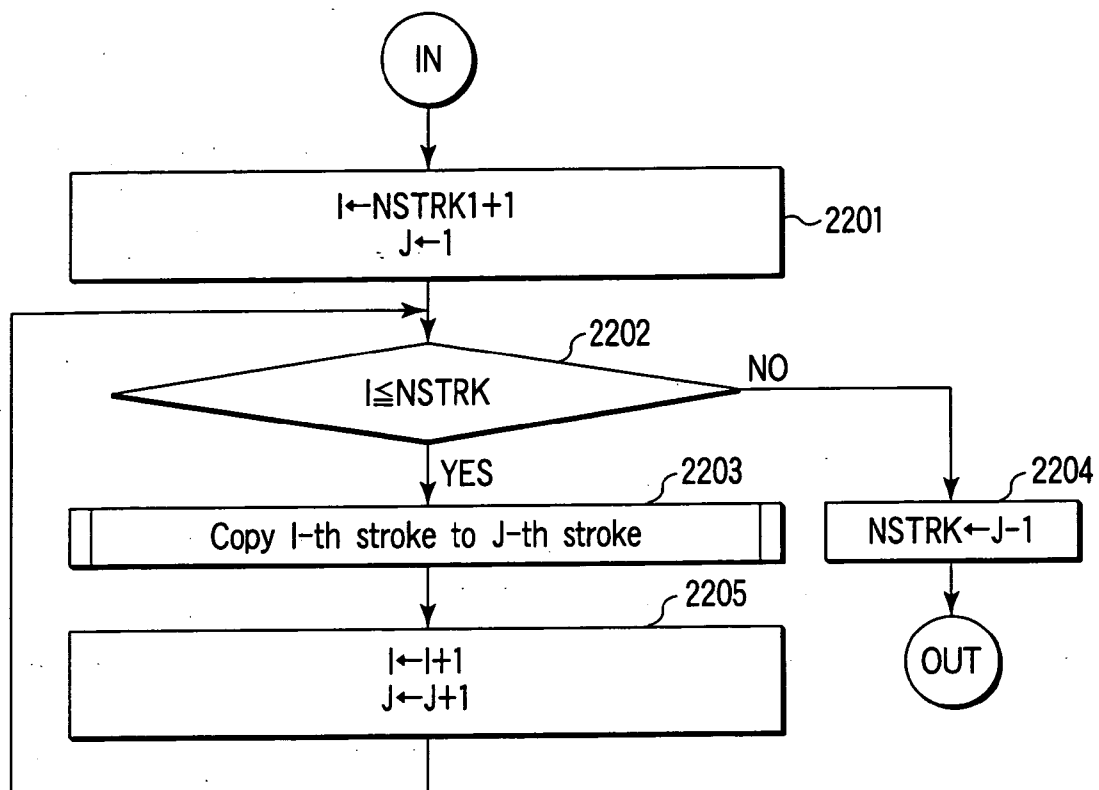 IN
I←NSTRK1+1
J←1
2201
2202
I≦NSTRK
NO
YES
2203
2204
Copy I-th stroke to J-th stroke
NSTRK←J-1
2205
I←I+1
J←J+1
OUT